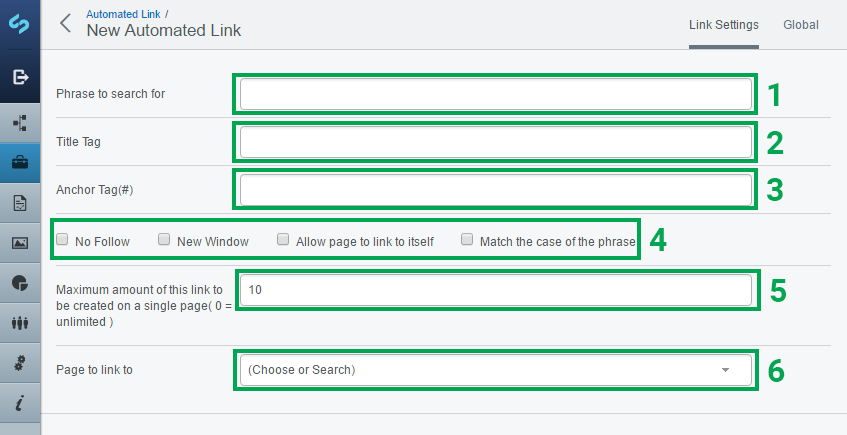 Automated Link /
New Automated Link
Link Settings
Global
Phrase to search for
1
Title Tag
2
Anchor Tag(#)
3
No Follow
New Window
Allow page to link to itself
Match the case of the phrase
4
Maximum amount of this link to
be created on a single page( 0 =
unlimited )
10
5
Page to link to
(Choose or Search)
6